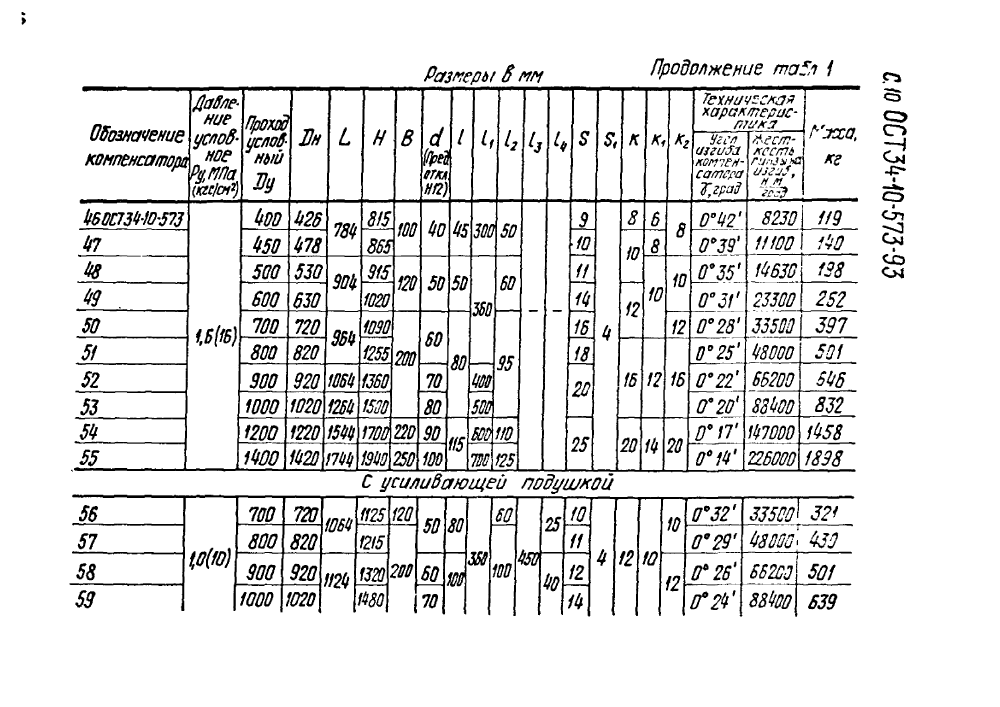 Размеры в мм
Продолжение табл 1
С. 10 ОСТ 34-10-573-93
Обозначение компенсатора | Давление условное Ру, МПа (кгс/см²) | Проход условный Dу | Dн | L | H | B | d (Пред. откл. H12) | l | l₁ | l₂ | l₃ | l₄ | S | S₁ | K | K₁ | K₂ | Техническая характеристика | Масса, кг
Угол изгиба компенсатора γ, град | Жесткость изгиб, Н·м/град
46 ОСТ 34-10-573 | 1,6(16) | 400 | 426 | 784 | 815 | 100 | 40 | 45 | 300 | 50 | – | – | 9 | 4 | 8 | 6 | 8 | 0°42' | 8230 | 119
47 | 450 | 478 | 865 | 10 | 10 | 8 | 0°39' | 11100 | 140
48 | 500 | 530 | 904 | 915 | 120 | 50 | 50 | 350 | 60 | 11 | 10 | 10 | 0°35' | 14630 | 198
49 | 600 | 630 | 1020 | 14 | 12 | 0°31' | 23300 | 252
50 | 700 | 720 | 964 | 1090 | 200 | 60 | 80 | 95 | 16 | 12 | 0°28' | 33500 | 397
51 | 800 | 820 | 1255 | 18 | 16 | 12 | 16 | 0°25' | 48000 | 501
52 | 900 | 920 | 1064 | 1360 | 70 | 400 | 20 | 0°22' | 66200 | 546
53 | 1000 | 1020 | 1264 | 1500 | 80 | 500 | 0°20' | 88400 | 832
54 | 1200 | 1220 | 1544 | 1700 | 220 | 90 | 115 | 600 | 110 | 25 | 20 | 14 | 20 | 0°17' | 147000 | 1458
55 | 1400 | 1420 | 1744 | 1940 | 250 | 100 | 700 | 125 | 0°14' | 226000 | 1898
С усиливающей подушкой
56 | 1,0(10) | 700 | 720 | 1064 | 1125 | 120 | 50 | 80 | 350 | 60 | 450 | 25 | 10 | 4 | 12 | 10 | 10 | 0°32' | 33500 | 321
57 | 800 | 820 | 1215 | 200 | 100 | 11 | 0°29' | 48000 | 430
58 | 900 | 920 | 1124 | 1320 | 60 | 100 | 40 | 12 | 12 | 0°26' | 66200 | 501
59 | 1000 | 1020 | 1480 | 70 | 14 | 0°24' | 88400 | 639